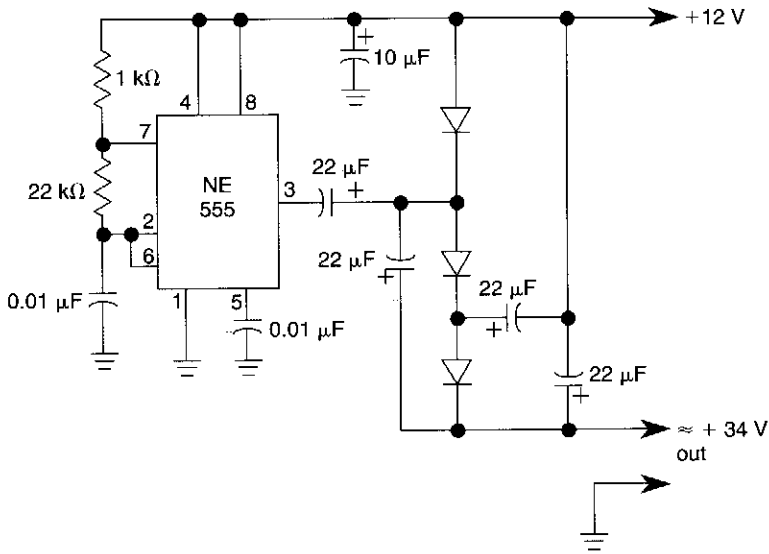 +12 V
+
10 µF
1 kΩ
4
8
7
22 kΩ
NE
555
3
22 µF
+
2
6
22 µF
+
22 µF
+
0.01 µF
1
5
0.01 µF
22 µF
+
≈ + 34 V
out